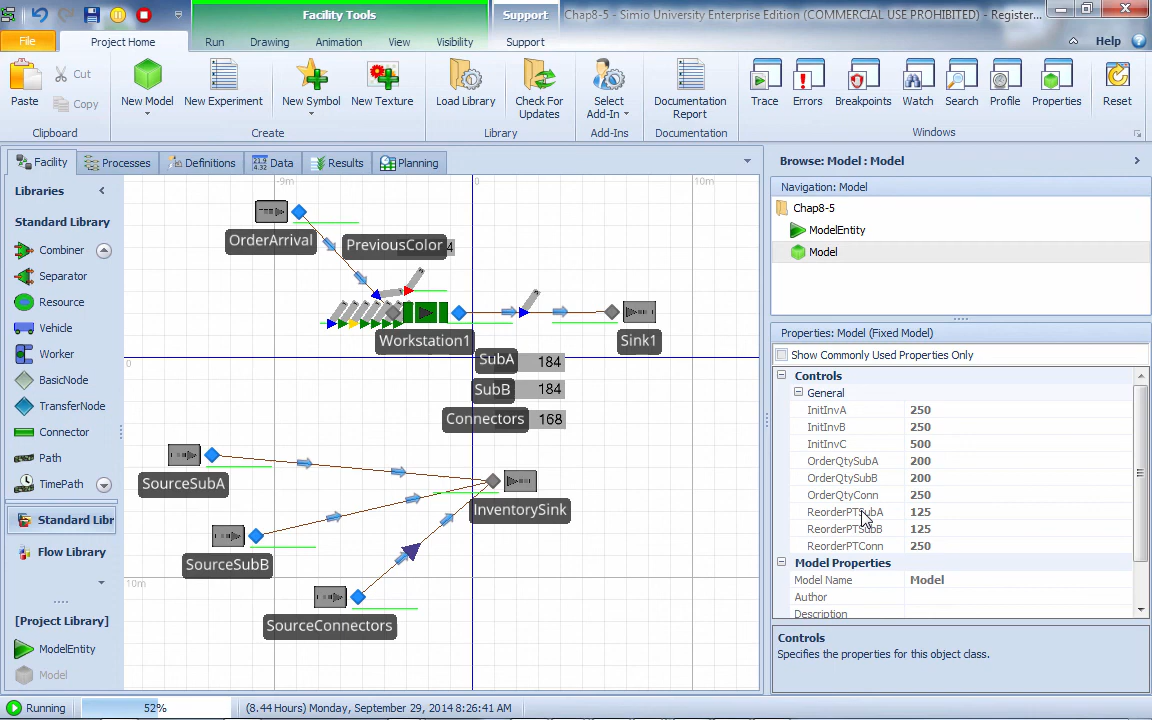 Facility Tools
Support
Chap8-5 - Simio University Enterprise Edition (COMMERCIAL USE PROHIBITED) - Register...
File
Project Home
Run
Drawing
Animation
View
Visibility
Support
Help
Paste
Cut
Copy
New Model
New Experiment
New Symbol
New Texture
Load Library
Check For
Updates
Select
Add-In
Documentation
Report
Trace
Errors
Breakpoints
Watch
Search
Profile
Properties
Reset
Clipboard
Create
Library
Add-Ins
Documentation
Windows
Facility
Processes
Definitions
Data
Results
Planning
Libraries
Standard Library
Combiner
Separator
Resource
Vehicle
Worker
BasicNode
TransferNode
Connector
Path
TimePath
Standard Libr
Flow Library
[Project Library]
ModelEntity
Model
-9m
0
10m
OrderArrival
PreviousColor 4
Workstation1
Sink1
0
SubA 184
SubB 184
Connectors 168
SourceSubA
InventorySink
SourceSubB
10m
SourceConnectors
Browse: Model : Model
Navigation: Model
Chap8-5
ModelEntity
Model
Properties: Model (Fixed Model)
Show Commonly Used Properties Only
Controls
General
InitInvA 250
InitInvB 250
InitInvC 500
OrderQtySubA 200
OrderQtySubB 200
OrderQtyConn 250
ReorderPTSubA 125
ReorderPTSubB 125
ReorderPTConn 250
Model Properties
Model Name Model
Author
Description
Controls
Specifies the properties for this object class.
Running
52%
(8.44 Hours) Monday, September 29, 2014 8:26:41 AM